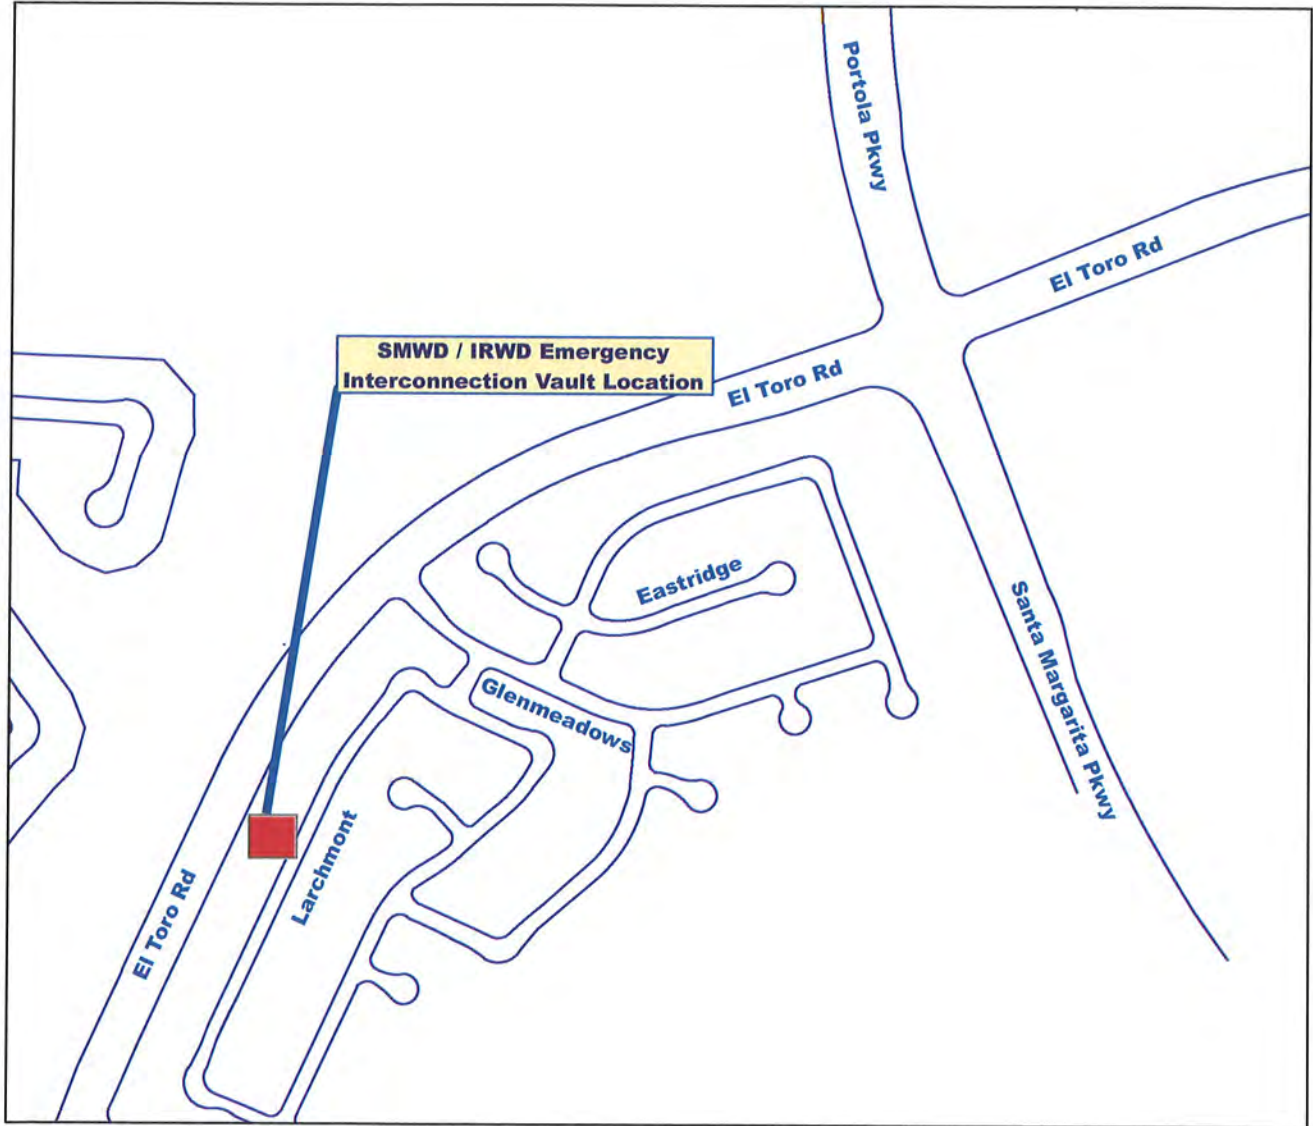 Portola Pkwy
El Toro Rd
SMWD / IRWD Emergency
Interconnection Vault Location
El Toro Rd
Eastridge
Santa Margarita Pkwy
Glenmeadows
Larchmont
El Toro Rd